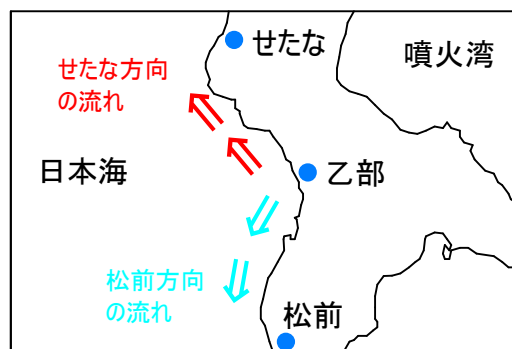 せたな
噴火湾
せたな方向
の流れ
日本海
乙部
松前方向
の流れ
松前